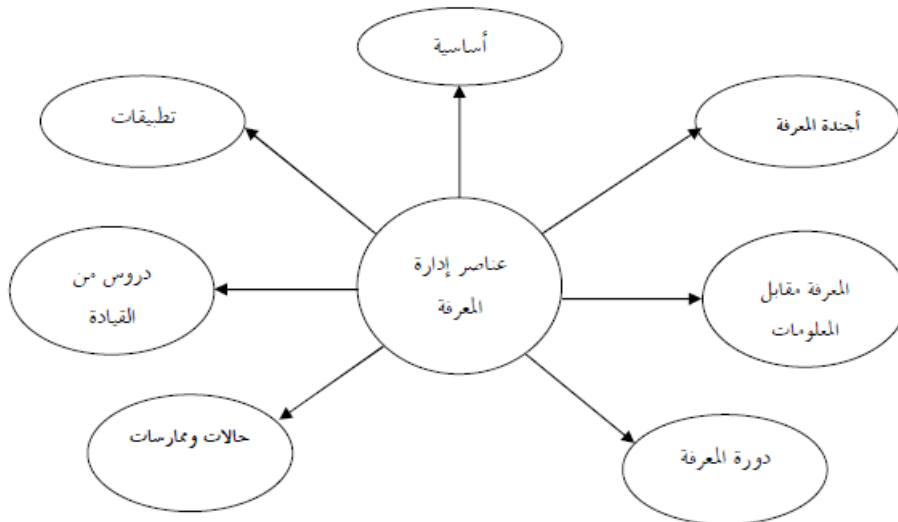 أساسية
أجندة المعرفة
تطبيقات
عناصر إدارة
المعرفة
المعرفة مقابل
المعلومات
دروس من
القيادة
دورة المعرفة
حالات وممارسات